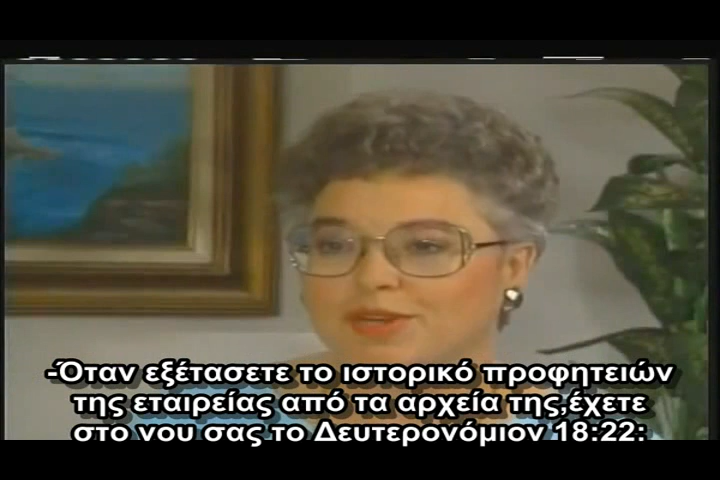 -Όταν εξέτασετε το ιστορικό προφητειών
της εταιρείας από τα αρχεία της,έχετε
στο νου σας το Δευτερονόμιον 18:22: